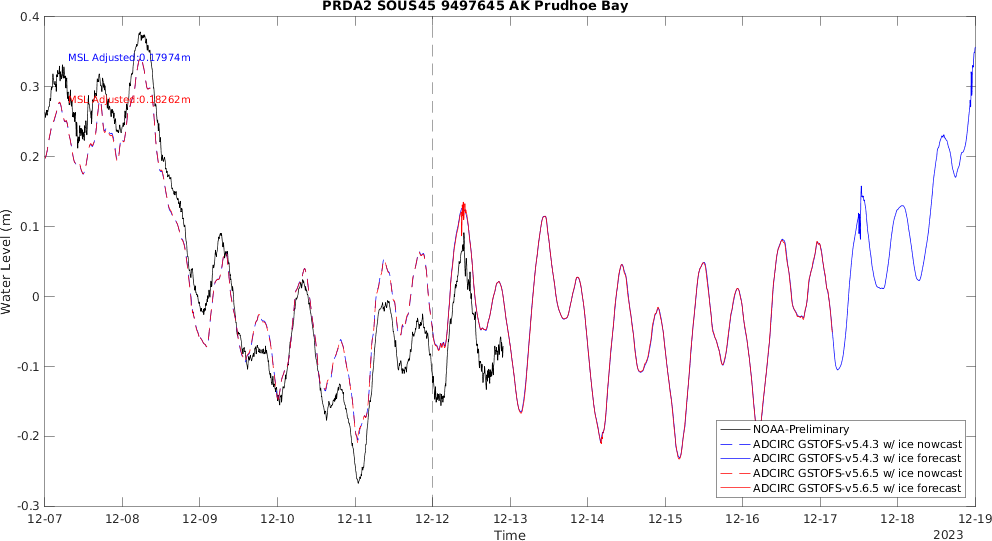 PRDA2 SOUS45 9497645 AK Prudhoe Bay
0.4
0.3
0.2
0.1
0
-0.1
-0.2
-0.3
Water Level (m)
MSL Adjusted:0.17974m
MSL Adjusted:0.18262m
NOAA-Preliminary
ADCIRC GSTOFS-v5.4.3 w/ ice nowcast
ADCIRC GSTOFS-v5.4.3 w/ ice forecast
ADCIRC GSTOFS-v5.6.5 w/ ice nowcast
ADCIRC GSTOFS-v5.6.5 w/ ice forecast
12-07 12-08 12-09 12-10 12-11 12-12 12-13 12-14 12-15 12-16 12-17 12-18 12-19
Time
2023